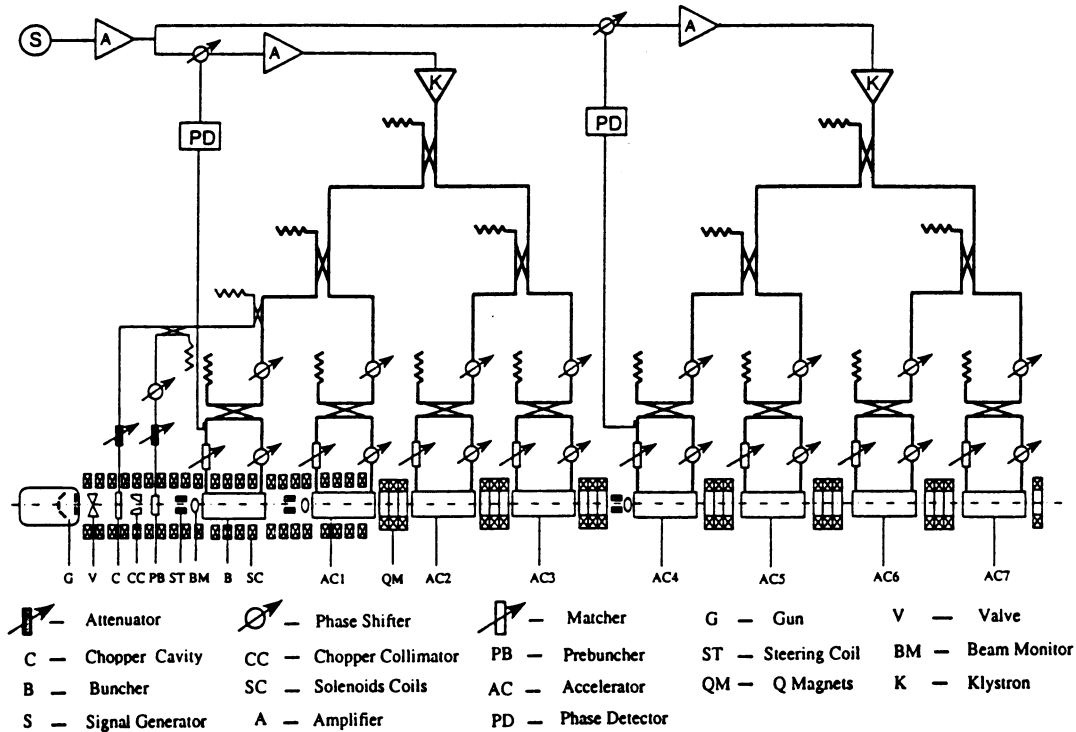 S A A A
K K
PD PD
G V C CC PB ST BM B SC AC1 QM AC2 AC3 AC4 AC5 AC6 AC7
— Attenuator — Phase Shifter — Matcher G — Gun V — Valve
C — Chopper Cavity CC — Chopper Collimator PB — Prebuncher ST — Steering Coil BM — Beam Monitor
B — Buncher SC — Solenoids Coils AC — Accelerator QM — Q Magnets K — Klystron
S — Signal Generator A — Amplifier PD — Phase Detector